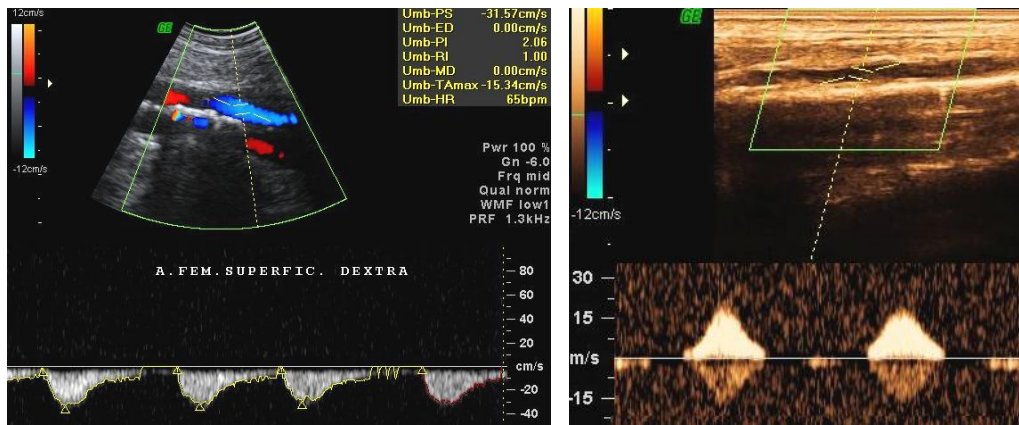 12cm/s
-12cm/s
GE
Umb-PS -31.57cm/s
Umb-ED 0.00cm/s
Umb-PI 2.06
Umb-RI 1.00
Umb-MD 0.00cm/s
Umb-TAmax -15.34cm/s
Umb-HR 65bpm
Pwr 100 %
Gn -6.0
Frq mid
Qual norm
WMF low1
PRF 1.3kHz
A.FEM.SUPERFIC. DEXTRA
80
60
40
20
cm/s
-20
-40
GE
-12cm/s
30
15
m/s
-15